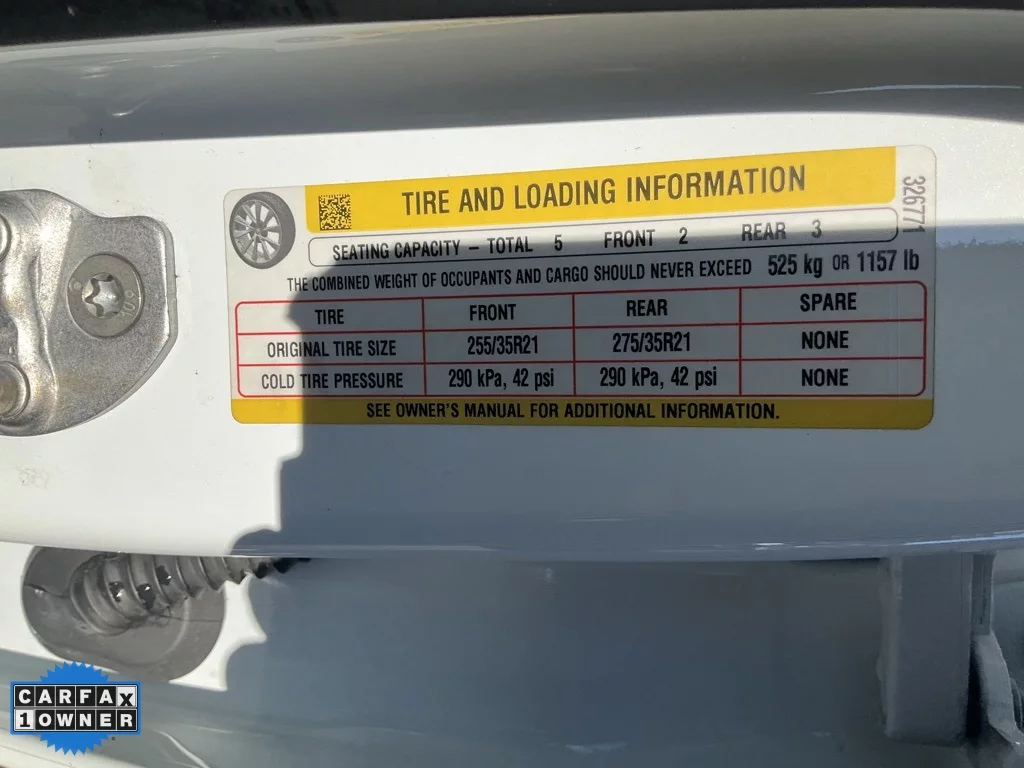 TIRE AND LOADING INFORMATION
326771
SEATING CAPACITY – TOTAL 5 FRONT 2 REAR 3
THE COMBINED WEIGHT OF OCCUPANTS AND CARGO SHOULD NEVER EXCEED 525 kg OR 1157 lb
TIRE FRONT REAR SPARE
ORIGINAL TIRE SIZE 255/35R21 275/35R21 NONE
COLD TIRE PRESSURE 290 kPa, 42 psi 290 kPa, 42 psi NONE
SEE OWNER'S MANUAL FOR ADDITIONAL INFORMATION.
CARFAX
1 OWNER